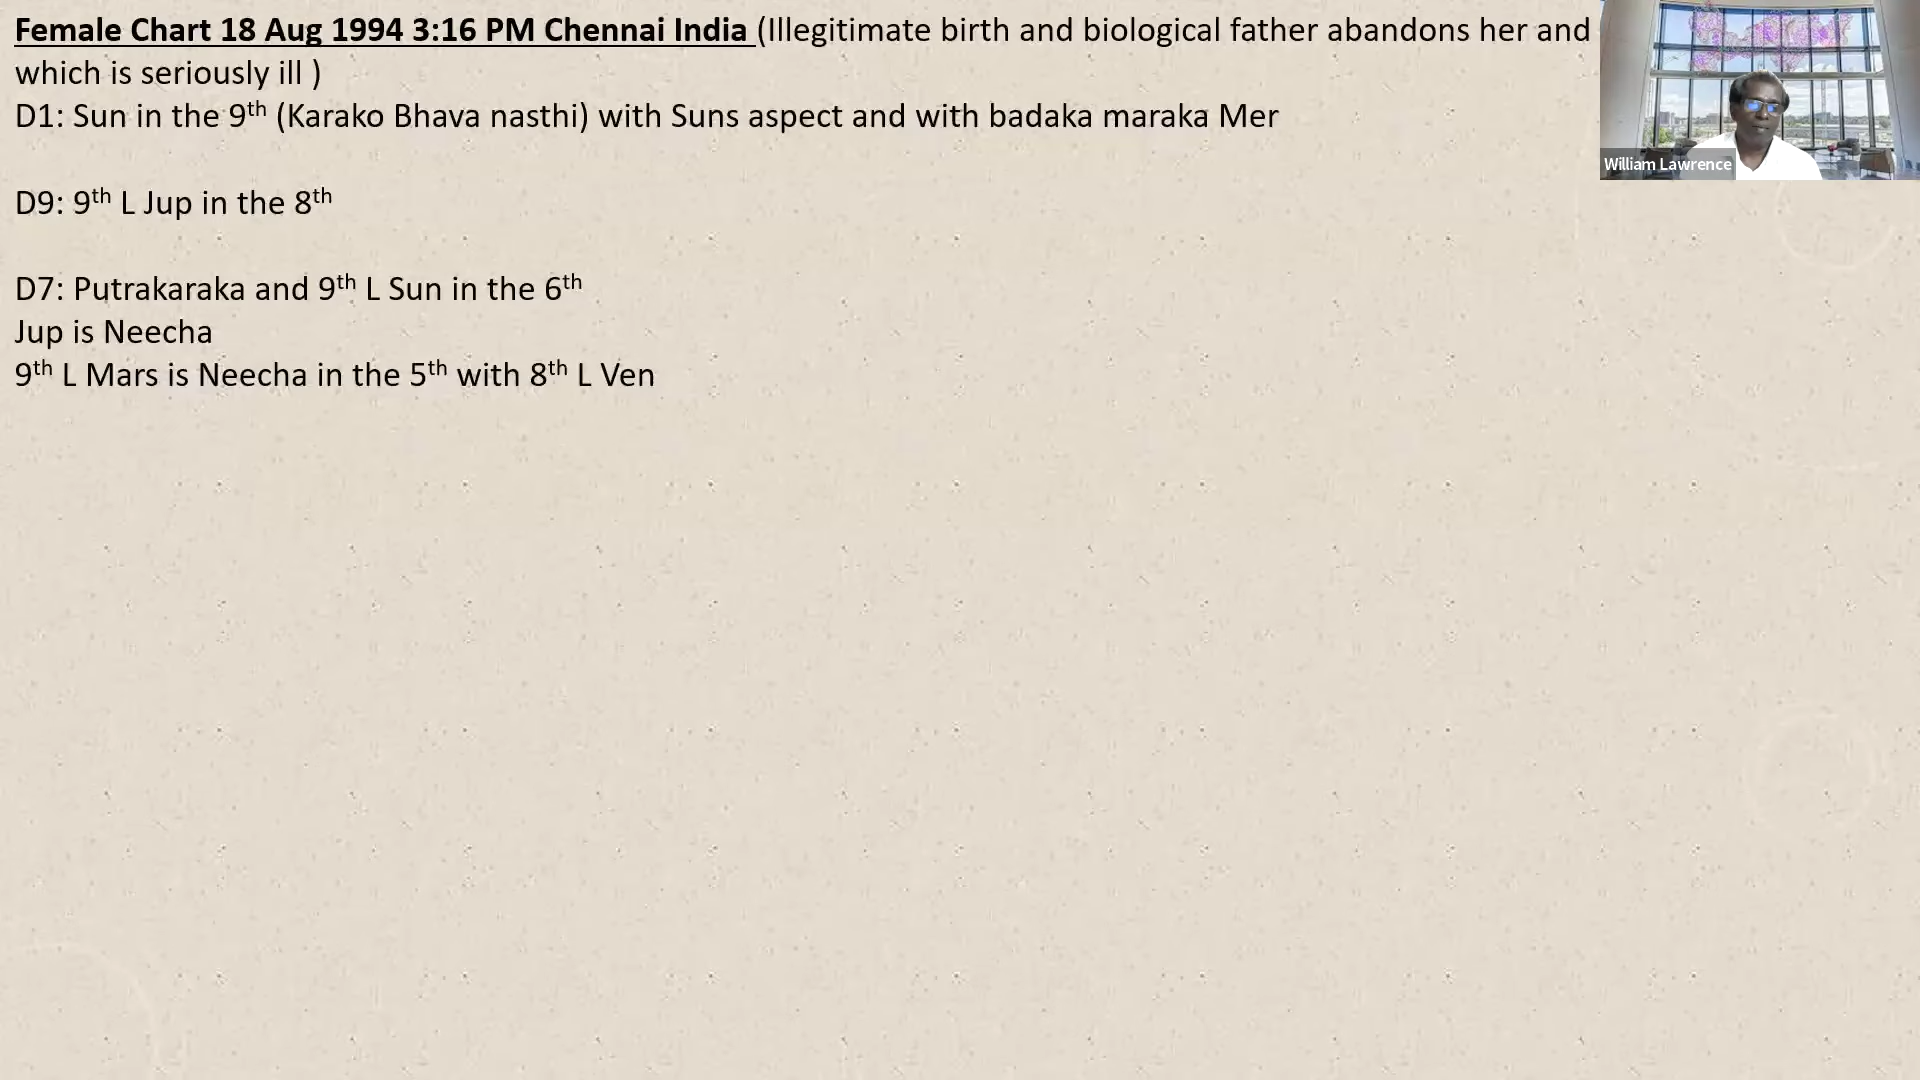 Female Chart 18 Aug 1994 3:16 PM Chennai India (Illegitimate birth and biological father abandons her and
which is seriously ill )
D1: Sun in the 9th (Karako Bhava nasthi) with Suns aspect and with badaka maraka Mer
D9: 9th L Jup in the 8th
D7: Putrakaraka and 9th L Sun in the 6th
Jup is Neecha
9th L Mars is Neecha in the 5th with 8th L Ven
William Lawrence